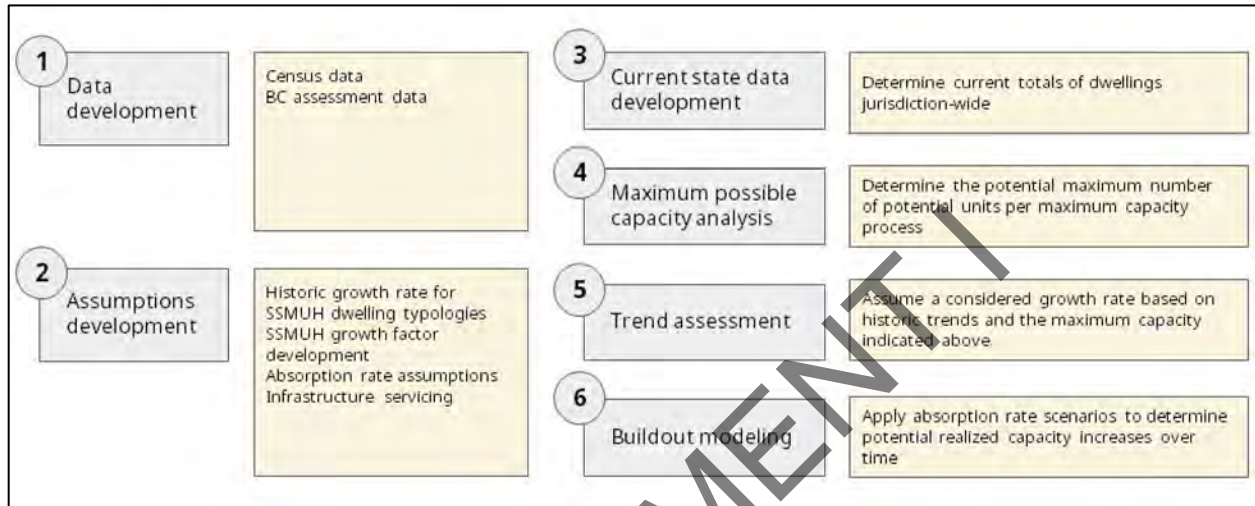 1
Data
development
Census data
BC assessment data
2
Assumptions
development
Historic growth rate for
SSMUH dwelling typologies
SSMUH growth factor
development
Absorption rate assumptions
Infrastructure servicing
3
Current state data
development
Determine current totals of dwellings
jurisdiction-wide
4
Maximum possible
capacity analysis
Determine the potential maximum number
of potential units per maximum capacity
process
5
Trend assessment
Assume a considered growth rate based on
historic trends and the maximum capacity
indicated above
6
Buildout modeling
Apply absorption rate scenarios to determine
potential realized capacity increases over
time
MENT I